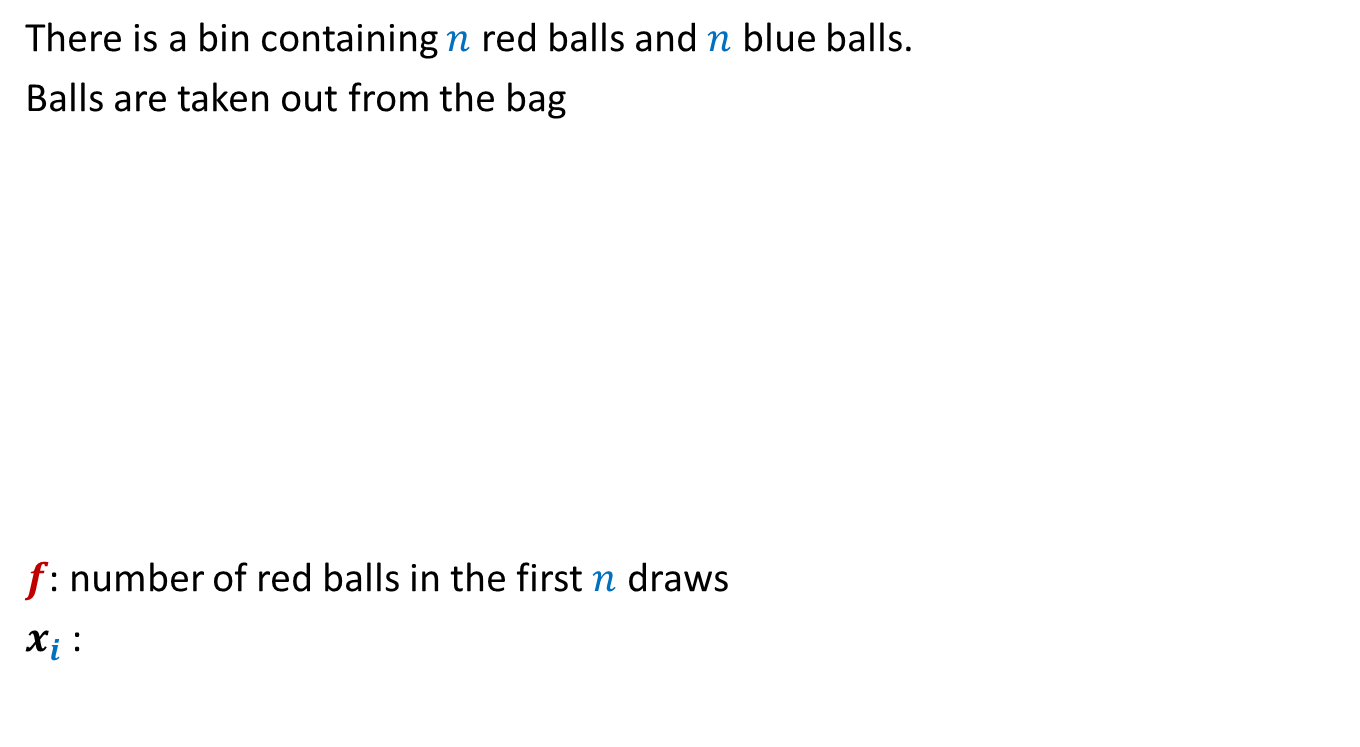 There is a bin containing n red balls and n blue balls.
Balls are taken out from the bag
f: number of red balls in the first n draws
xᵢ :